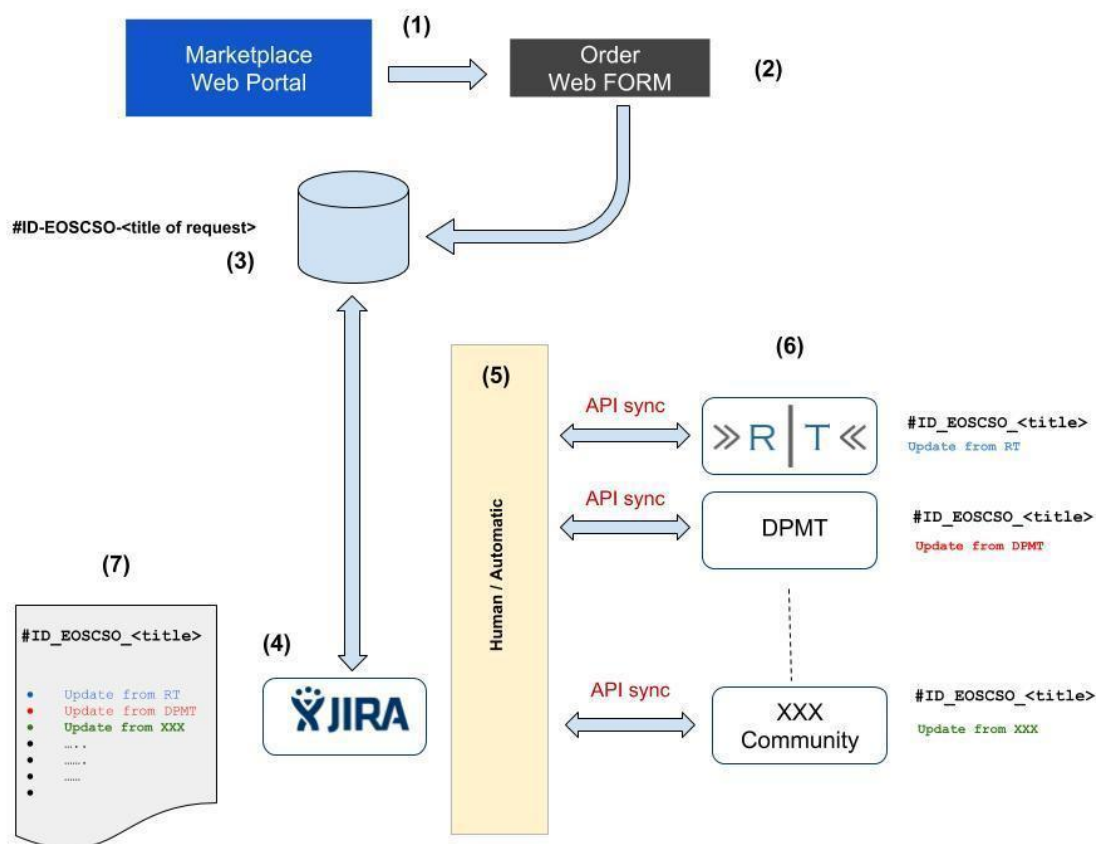 (1)
Marketplace
Web Portal
Order
Web FORM
(2)
#ID-EOSCSO-<title of request>
(3)
(5)
Human / Automatic
(6)
API sync
>> R | T <<
#ID_EOSCSO_<title>
Update from RT
API sync
DPMT
#ID_EOSCSO_<title>
Update from DPMT
API sync
XXX
Community
#ID_EOSCSO_<title>
Update from XXX
(7)
#ID_EOSCSO_<title>
• Update from RT
• Update from DPMT
• Update from XXX
• …..
• …….
• ……
•
(4)
JIRA